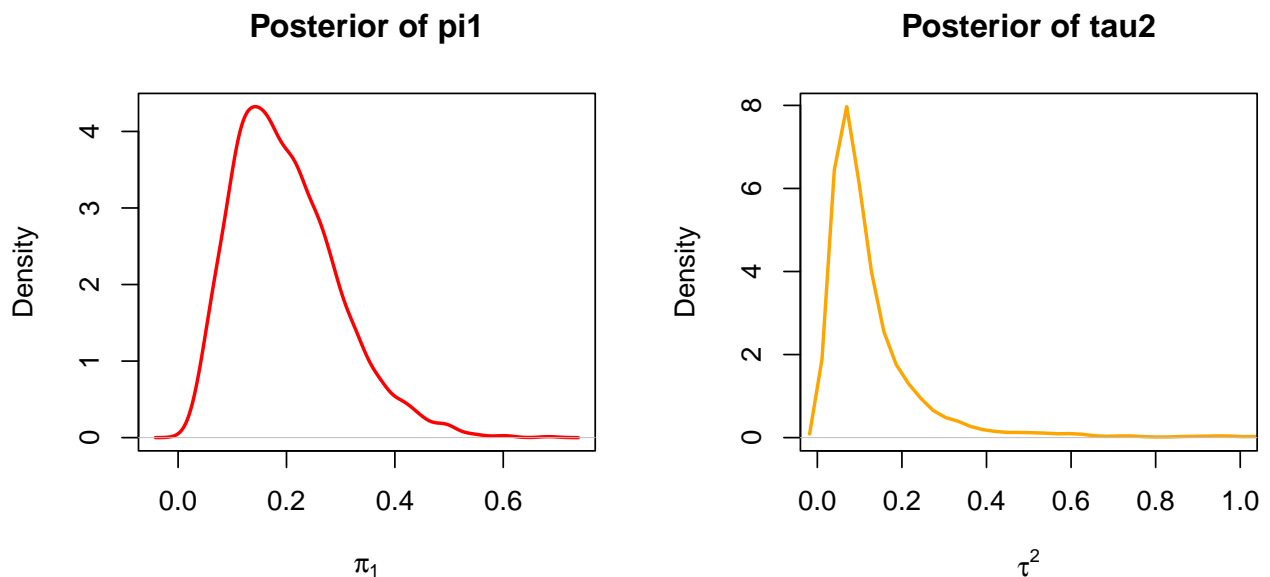 Posterior of pi1
Density
0 1 2 3 4
0.0 0.2 0.4 0.6
π₁
Posterior of tau2
Density
0 2 4 6 8
0.0 0.2 0.4 0.6 0.8 1.0
τ²